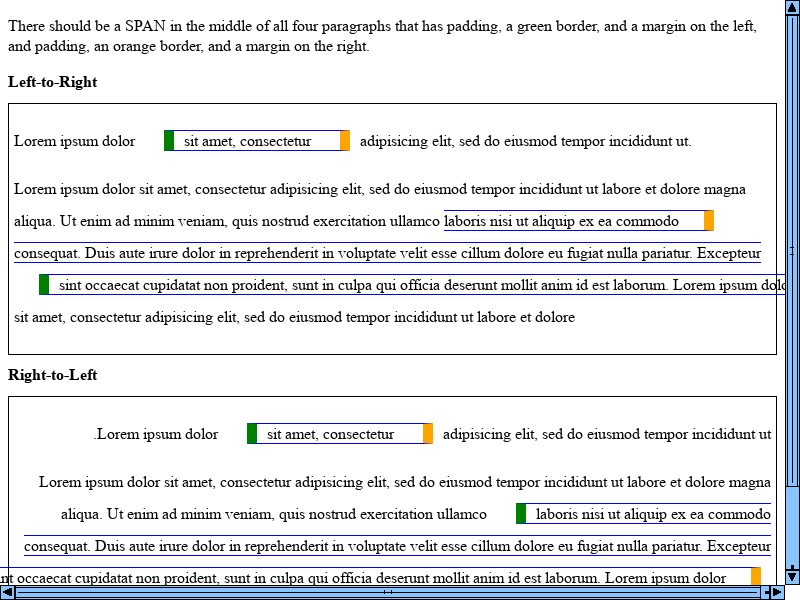 There should be a SPAN in the middle of all four paragraphs that has padding, a green border, and a margin on the left,
and padding, an orange border, and a margin on the right.
Left-to-Right
Lorem ipsum dolor sit amet, consectetur adipisicing elit, sed do eiusmod tempor incididunt ut.
Lorem ipsum dolor sit amet, consectetur adipisicing elit, sed do eiusmod tempor incididunt ut labore et dolore magna
aliqua. Ut enim ad minim veniam, quis nostrud exercitation ullamco laboris nisi ut aliquip ex ea commodo
consequat. Duis aute irure dolor in reprehenderit in voluptate velit esse cillum dolore eu fugiat nulla pariatur. Excepteur
sint occaecat cupidatat non proident, sunt in culpa qui officia deserunt mollit anim id est laborum. Lorem ipsum
sit amet, consectetur adipisicing elit, sed do eiusmod tempor incididunt ut labore et dolore
Right-to-Left
.Lorem ipsum dolor sit amet, consectetur adipisicing elit, sed do eiusmod tempor incididunt ut
Lorem ipsum dolor sit amet, consectetur adipisicing elit, sed do eiusmod tempor incididunt ut labore et dolore magna
aliqua. Ut enim ad minim veniam, quis nostrud exercitation ullamco laboris nisi ut aliquip ex ea commodo
consequat. Duis aute irure dolor in reprehenderit in voluptate velit esse cillum dolore eu fugiat nulla pariatur. Excepteur
occaecat cupidatat non proident, sunt in culpa qui officia deserunt mollit anim id est laborum. Lorem ipsum dolor